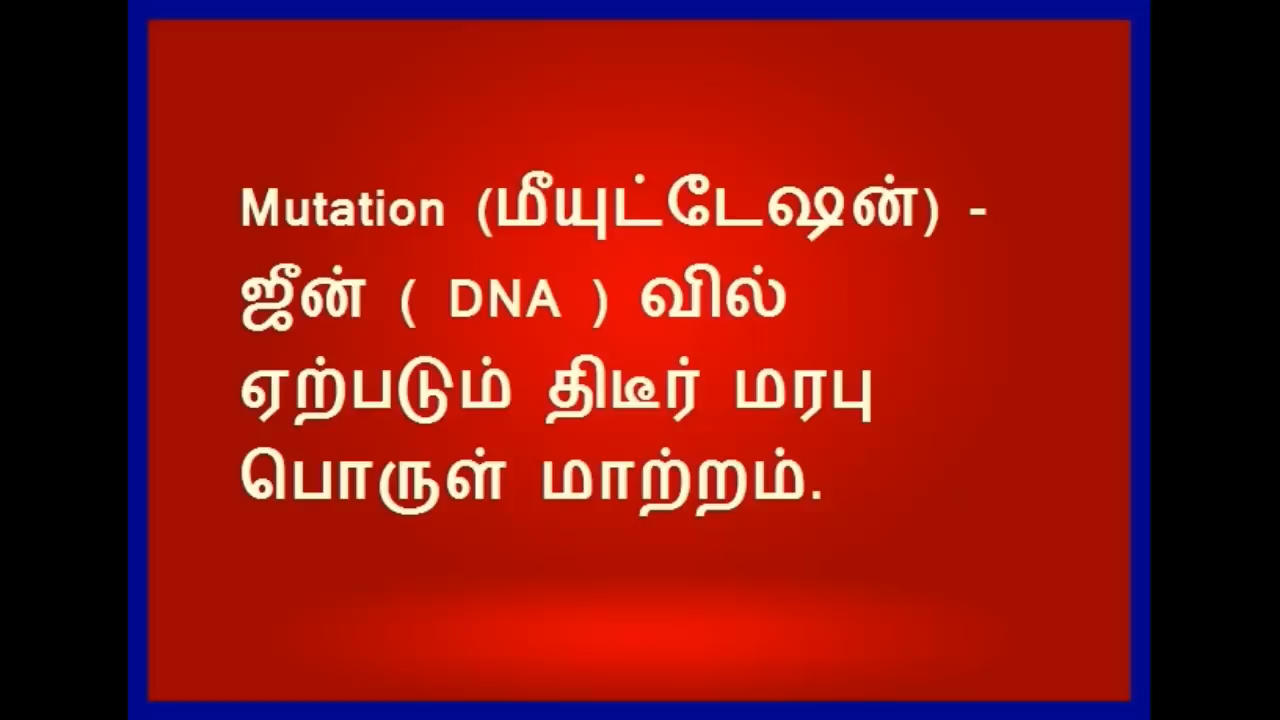 Mutation (மீயுட்டேஷன்) -
ஜீன் ( DNA ) வில்
ஏற்படும் திடீர் மரபு
பொருள் மாற்றம்.